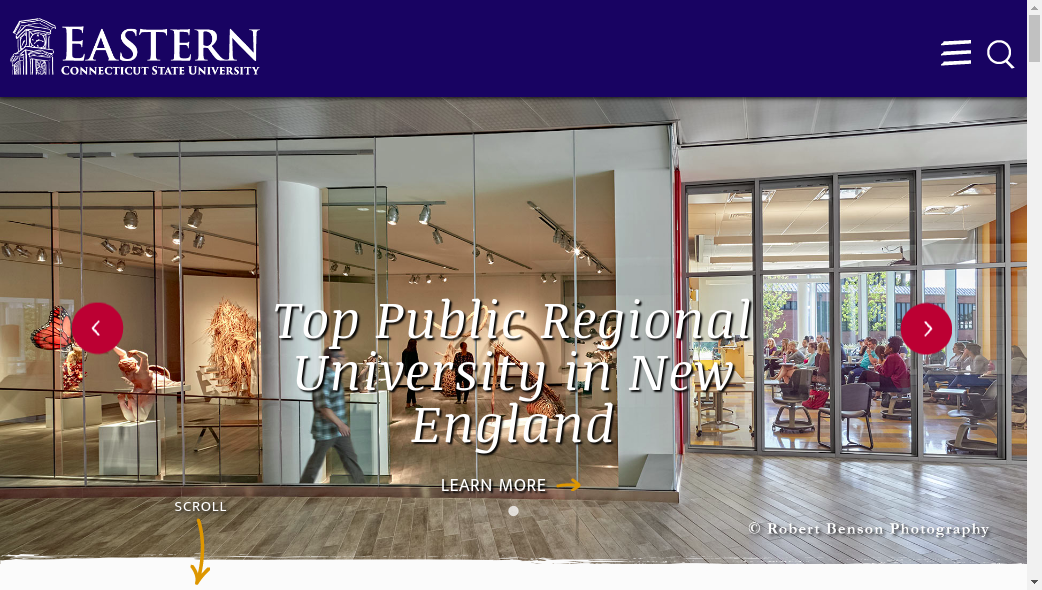 EASTERN
CONNECTICUT STATE UNIVERSITY
Top Public Regional
University in New
England
LEARN MORE
SCROLL
© Robert Benson Photography